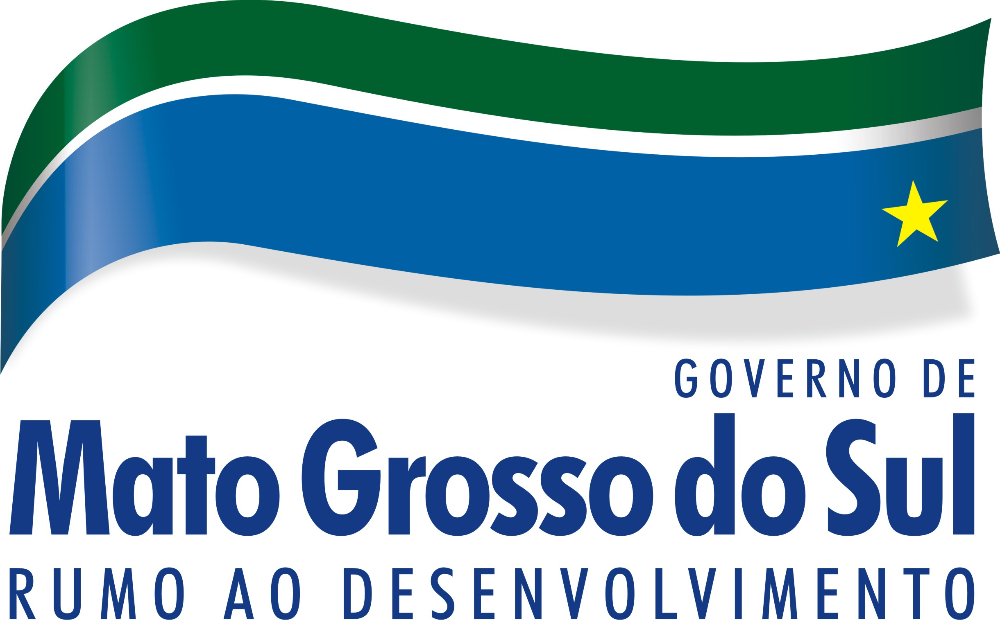 GOVERNO DE
Mato Grosso do Sul
RUMO AO DESENVOLVIMENTO